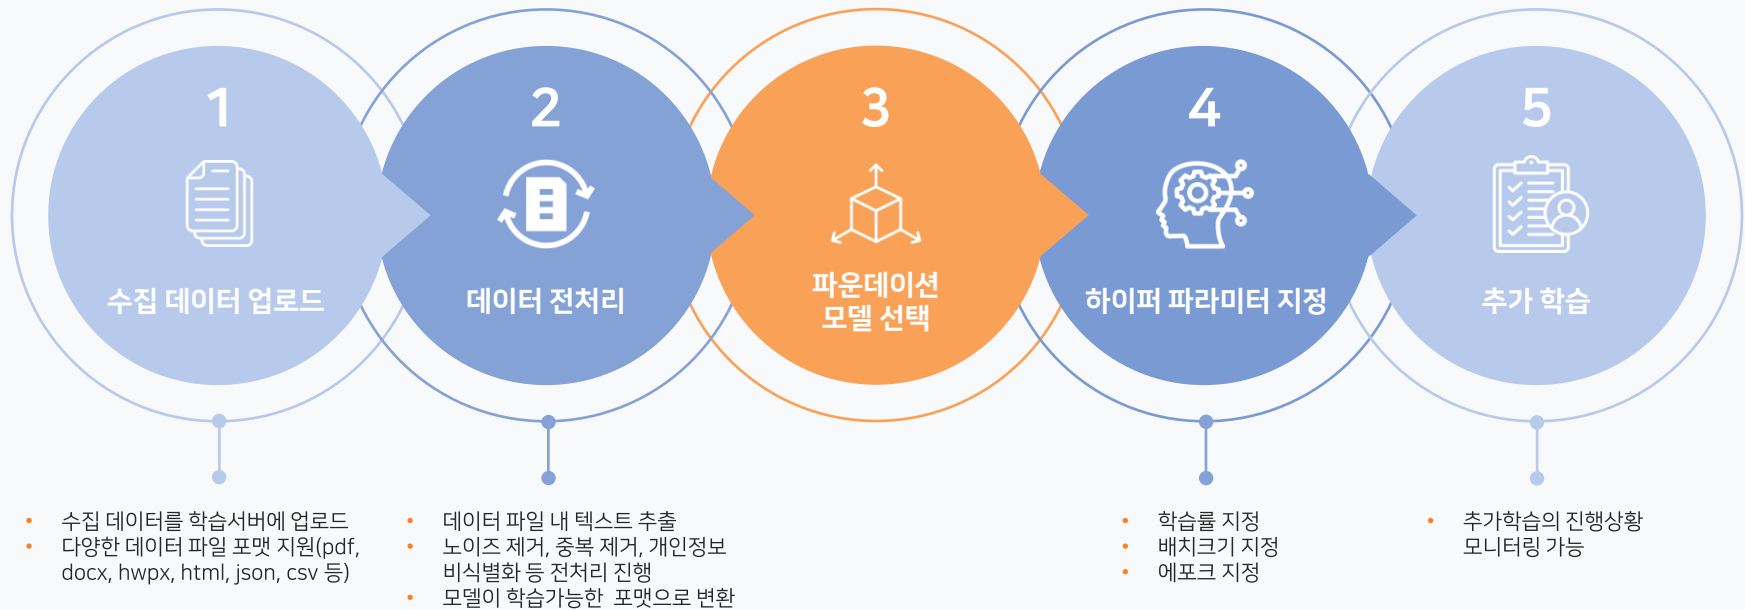 1
수집 데이터 업로드
2
데이터 전처리
3
파운데이션
모델 선택
4
하이퍼 파라미터 지정
5
추가 학습
• 수집 데이터를 학습서버에 업로드
• 다양한 데이터 파일 포맷 지원(pdf,
docx, hwpx, html, json, csv 등)
• 데이터 파일 내 텍스트 추출
• 노이즈 제거, 중복 제거, 개인정보
비식별화 등 전처리 진행
• 모델이 학습가능한 포맷으로 변환
• 학습률 지정
• 배치크기 지정
• 에포크 지정
• 추가학습의 진행상황
모니터링 가능